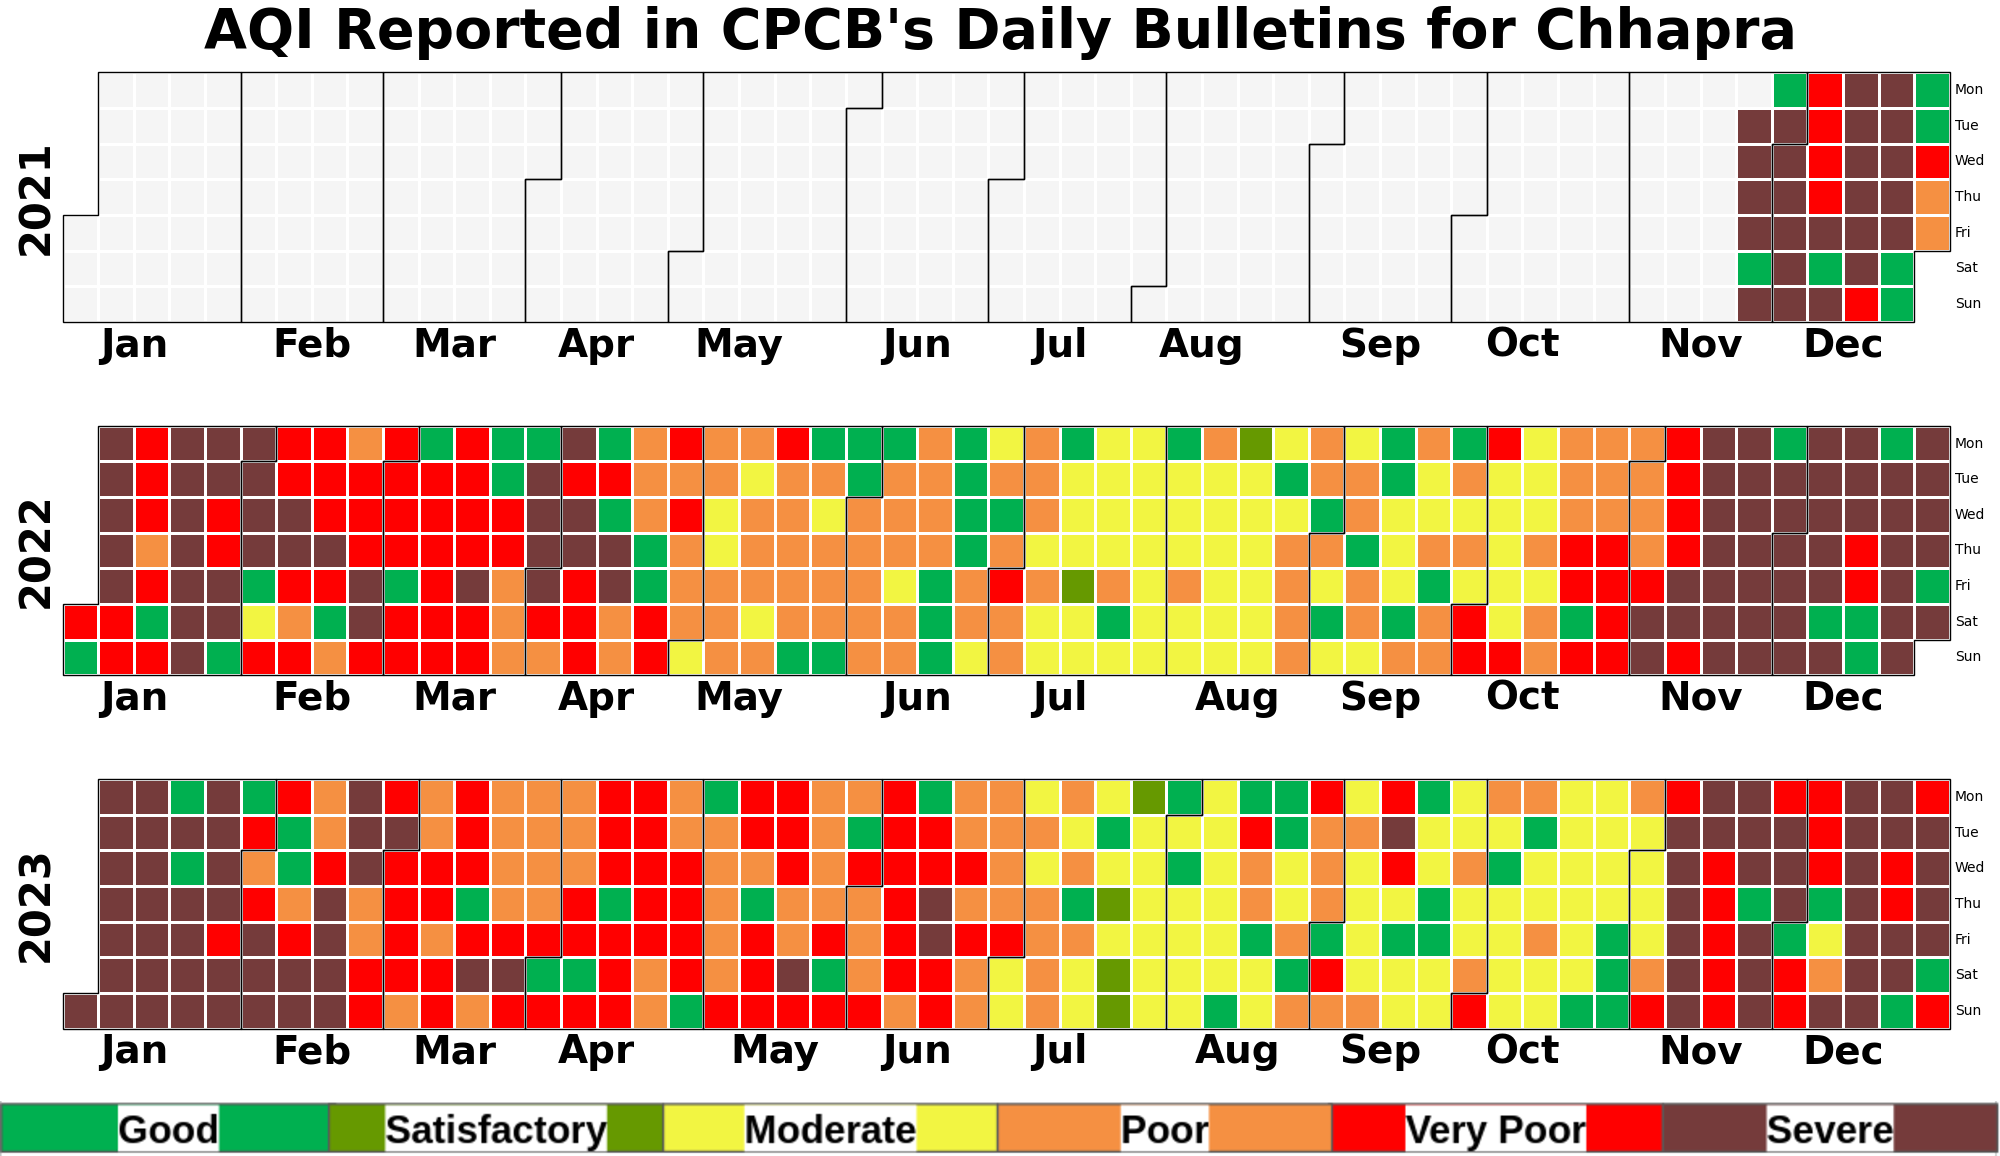 AQI Reported in CPCB's Daily Bulletins for Chhapra
2021
Mon
Tue
Wed
Thu
Fri
Sat
Sun
Jan Feb Mar Apr May Jun Jul Aug Sep Oct Nov Dec
2022
Mon
Tue
Wed
Thu
Fri
Sat
Sun
Jan Feb Mar Apr May Jun Jul Aug Sep Oct Nov Dec
2023
Mon
Tue
Wed
Thu
Fri
Sat
Sun
Jan Feb Mar Apr May Jun Jul Aug Sep Oct Nov Dec
Good Satisfactory Moderate Poor Very Poor Severe